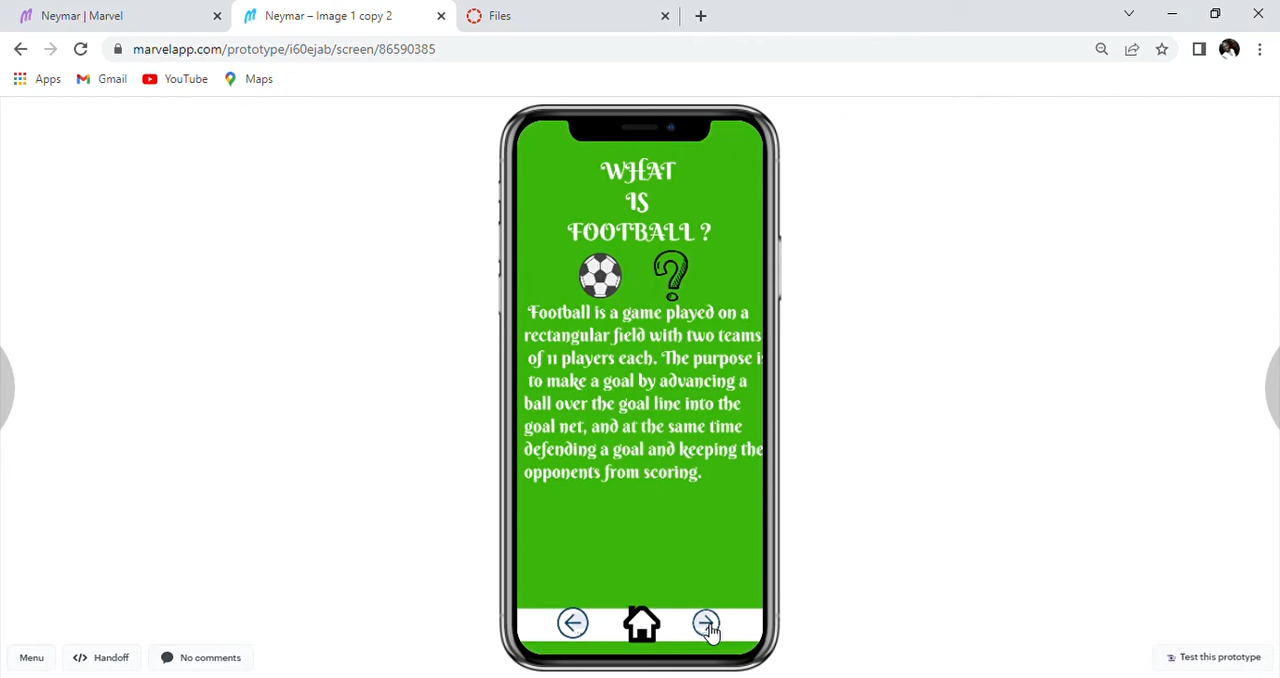 Neymar | Marvel
Neymar – Image 1 copy 2
Files
marvelapp.com/prototype/i60ejab/screen/86590385
Apps
Gmail
YouTube
Maps
WHAT
IS
FOOTBALL ?
Football is a game played on a
rectangular field with two teams
of 11 players each. The purpose is
to make a goal by advancing a
ball over the goal line into the
goal net, and at the same time
defending a goal and keeping the
opponents from scoring.
Menu
</> Handoff
No comments
Test this prototype